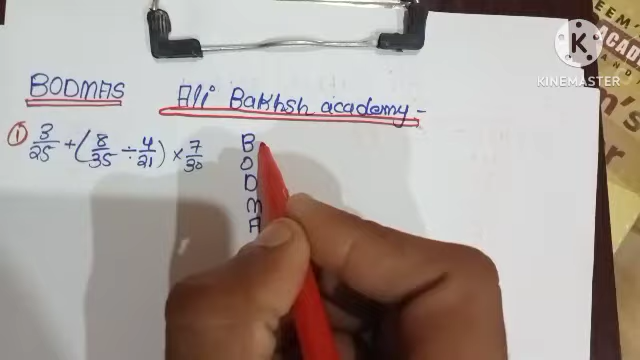 KINEMASTER
BODMAS
Ali Bakhsh academy -
① 3/25 + (8/35 ÷ 4/21) × 7/30
B
O
D
M
A